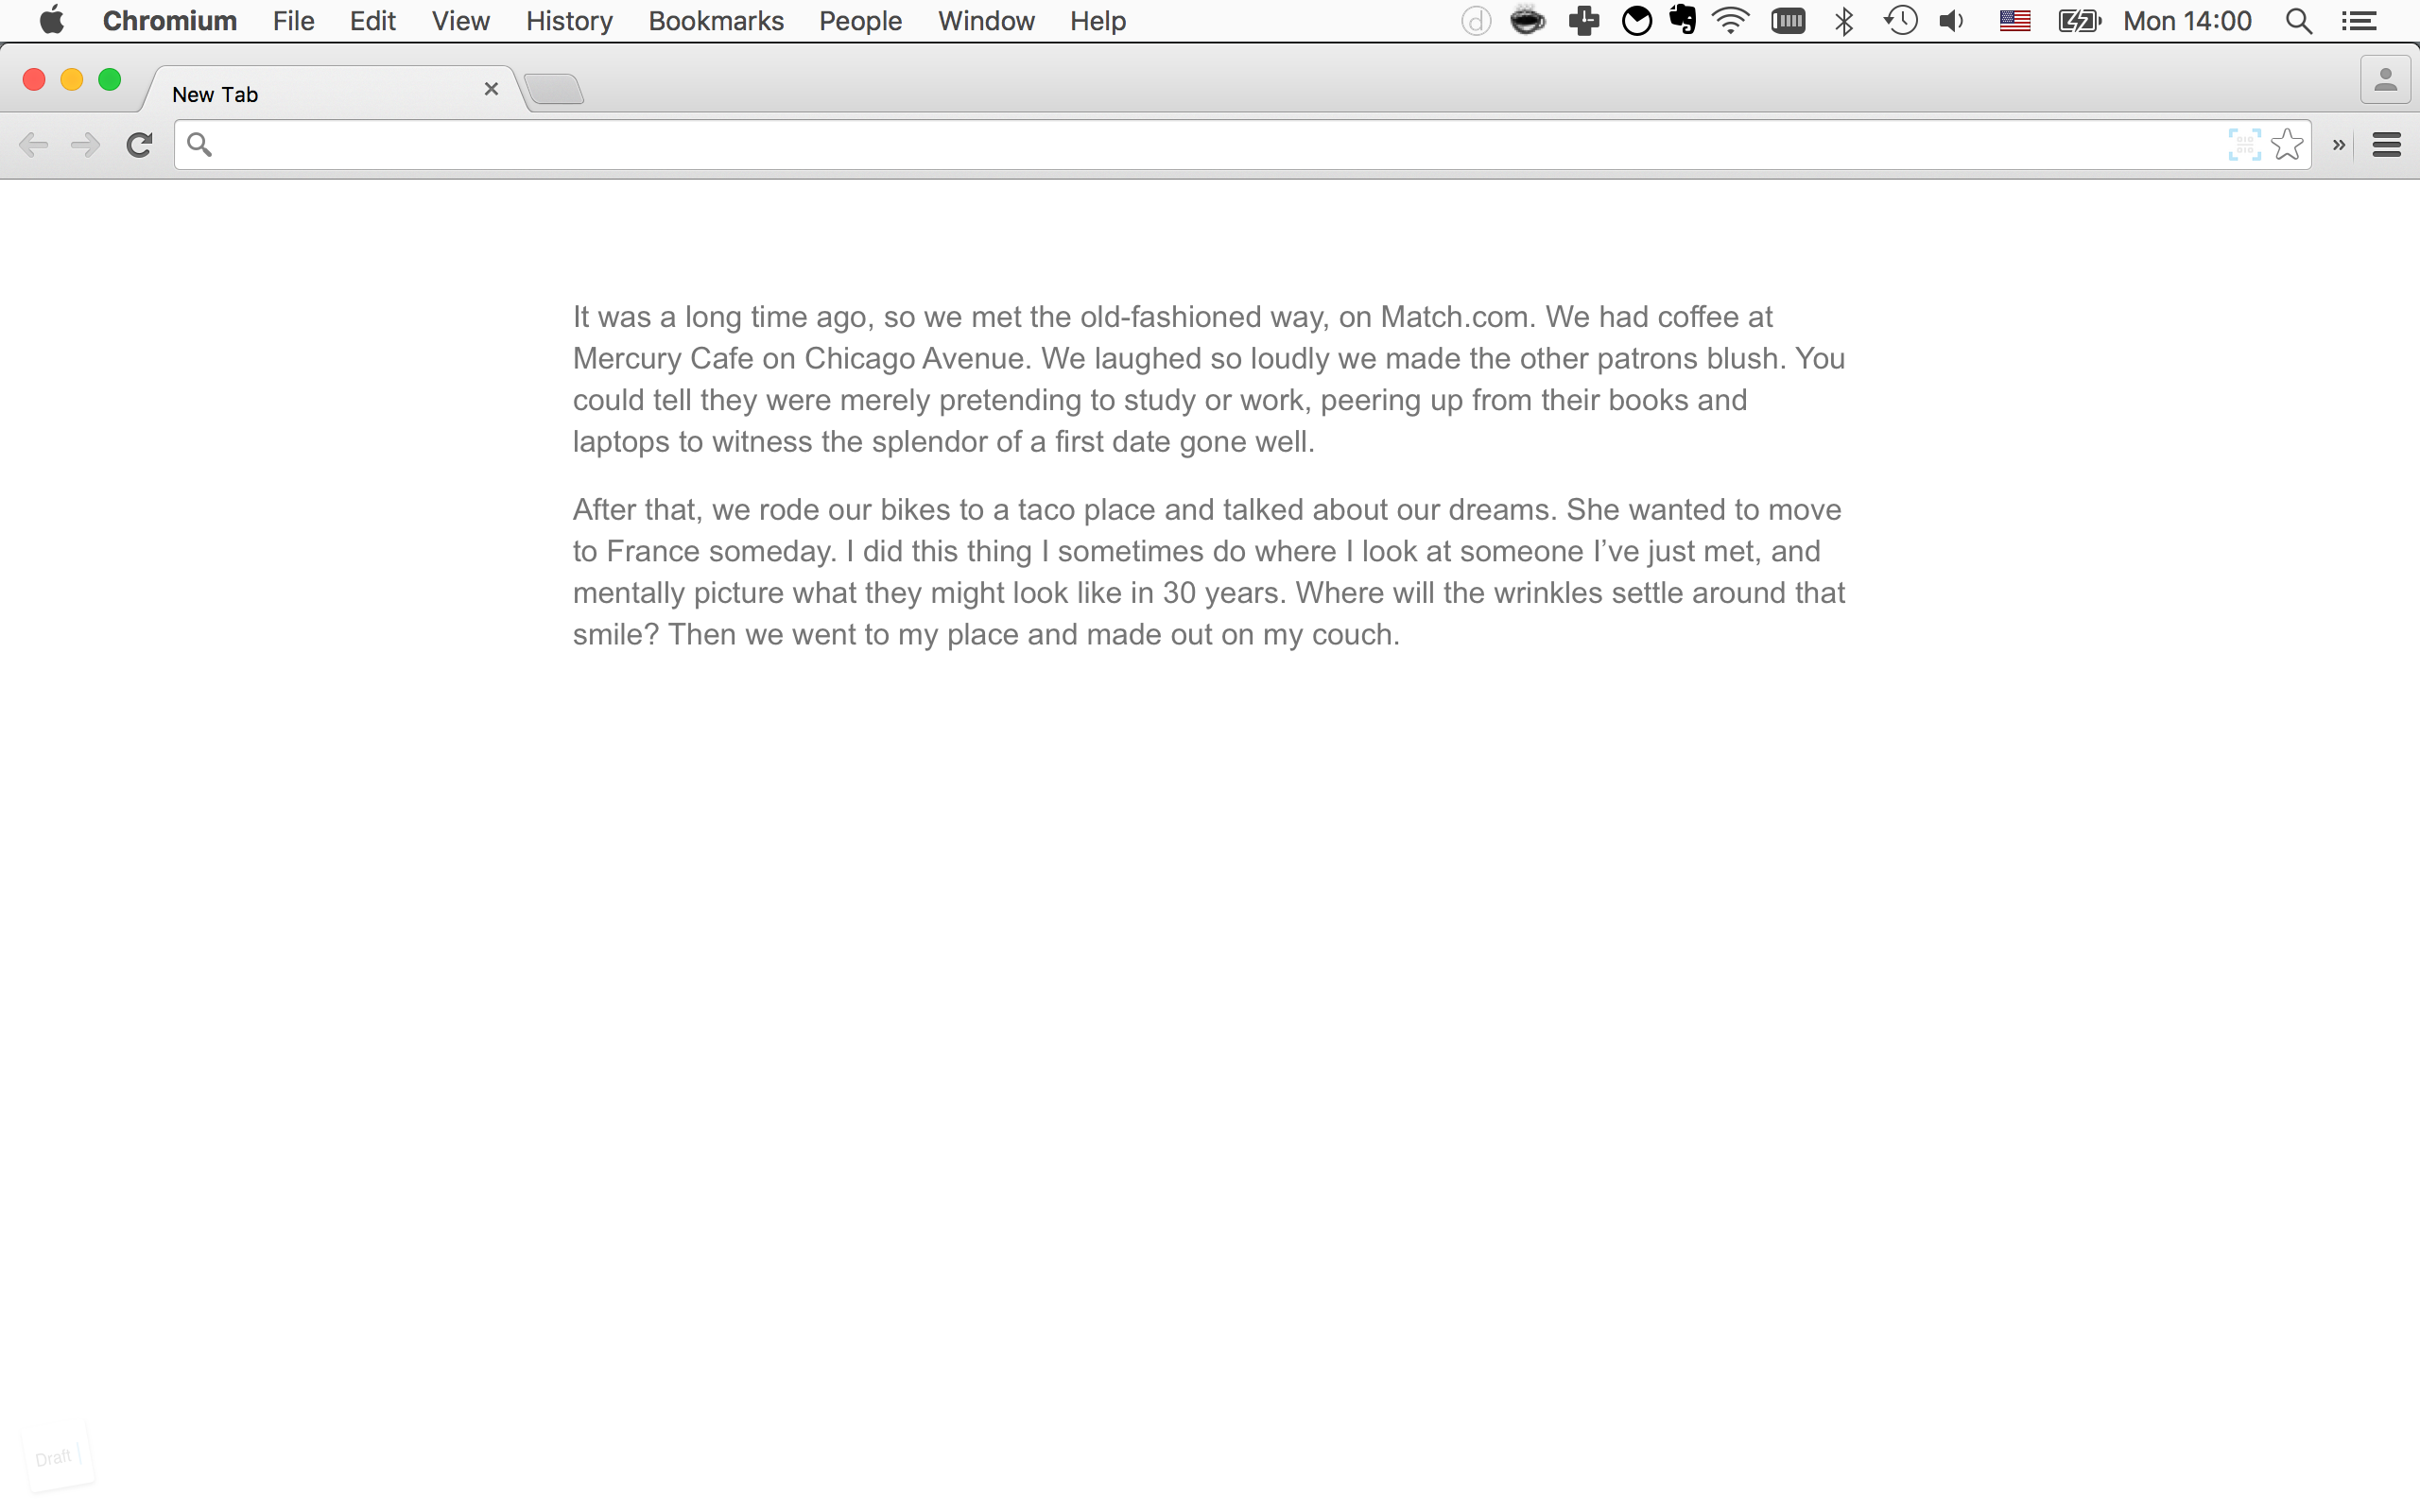 Chromium File Edit View History Bookmarks People Window Help Mon 14:00
New Tab
It was a long time ago, so we met the old-fashioned way, on Match.com. We had coffee at
Mercury Cafe on Chicago Avenue. We laughed so loudly we made the other patrons blush. You
could tell they were merely pretending to study or work, peering up from their books and
laptops to witness the splendor of a first date gone well.
After that, we rode our bikes to a taco place and talked about our dreams. She wanted to move
to France someday. I did this thing I sometimes do where I look at someone I’ve just met, and
mentally picture what they might look like in 30 years. Where will the wrinkles settle around that
smile? Then we went to my place and made out on my couch.
Draft